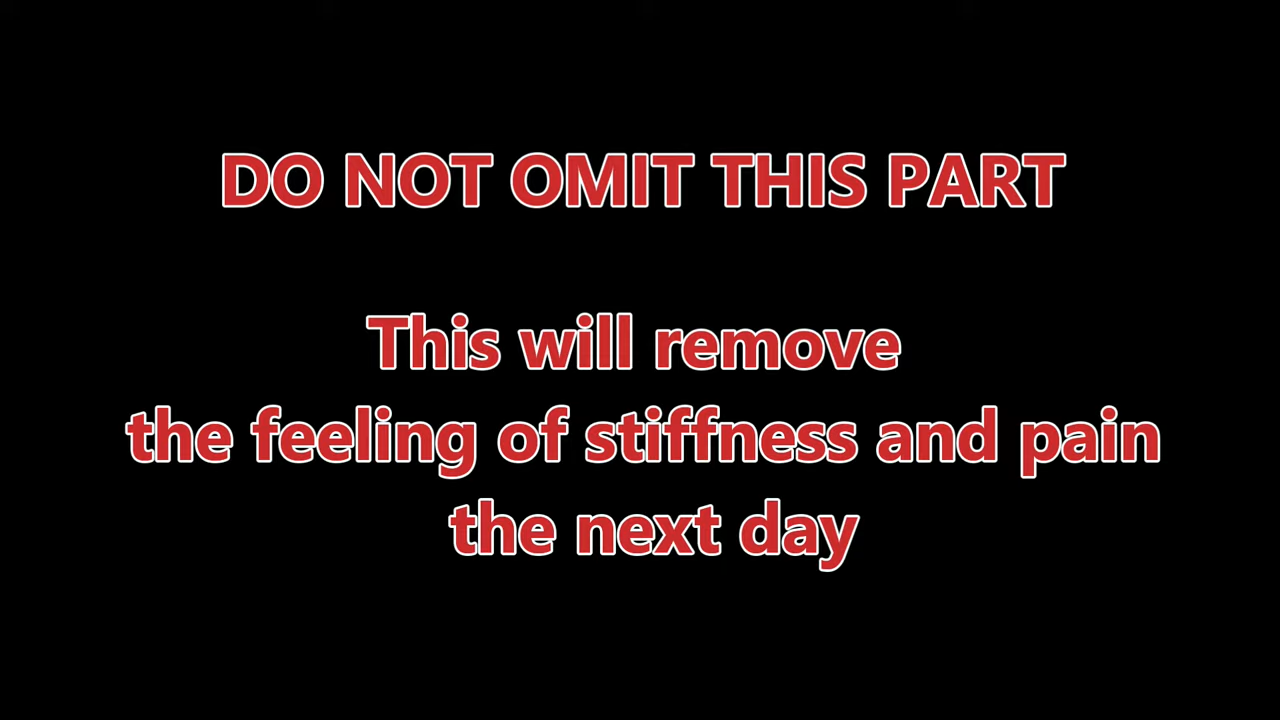 DO NOT OMIT THIS PART
This will remove
the feeling of stiffness and pain
the next day